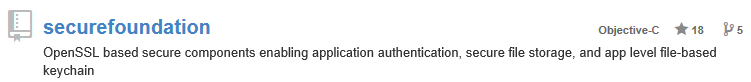 securefoundation
Objective-C 18 5
OpenSSL based secure components enabling application authentication, secure file storage, and app level file-based
keychain